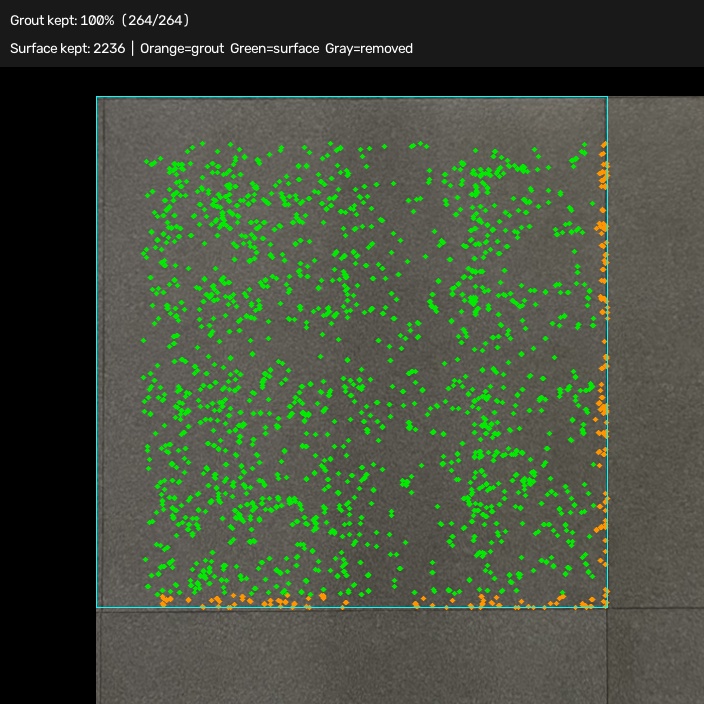 Grout kept: 100%  (264/264)
Surface kept: 2236 | Orange=grout  Green=surface  Gray=removed